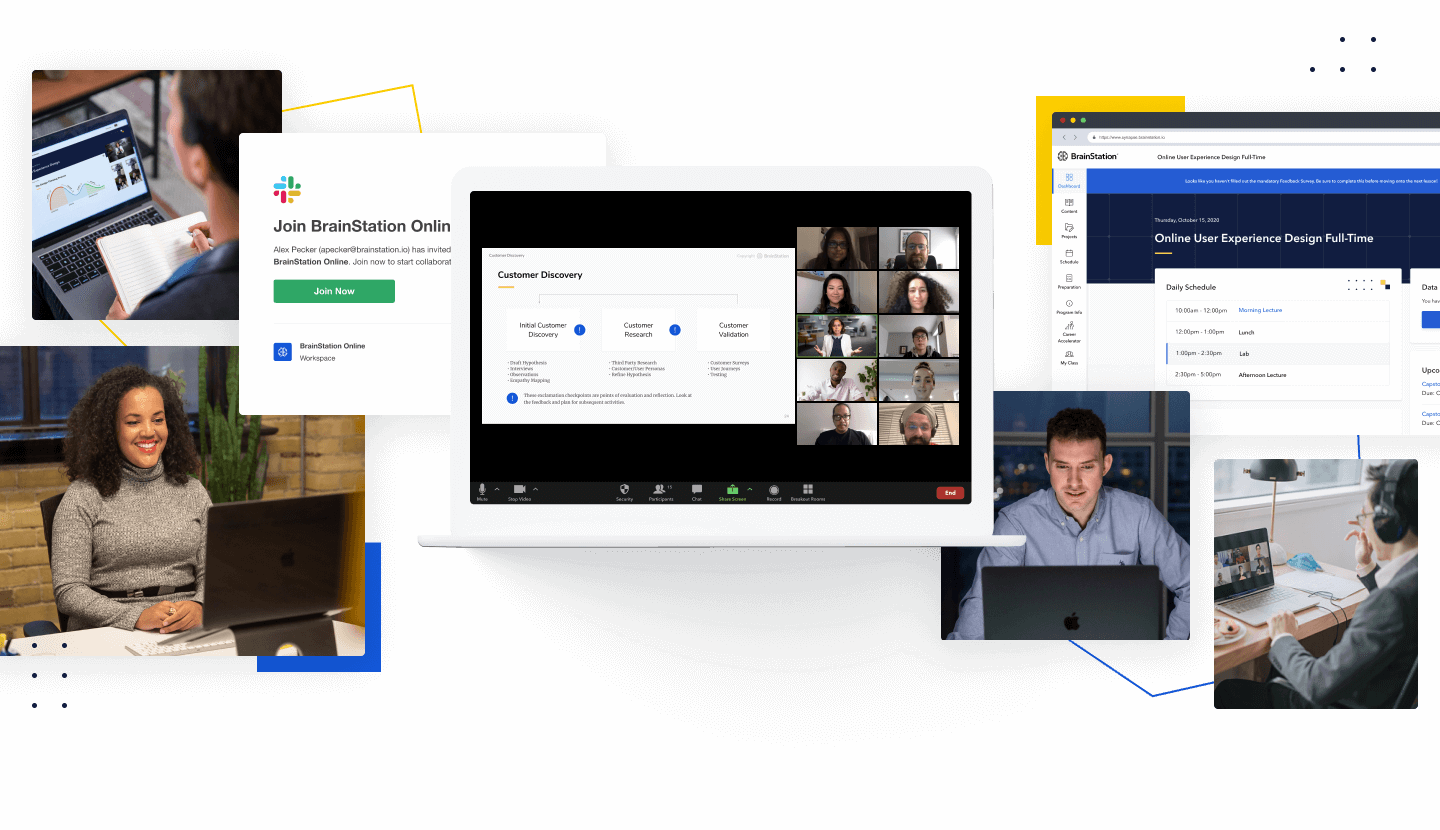 Join BrainStation Onlin
Alex Pecker (apecker@brainstation.io) has invited
BrainStation Online. Join now to start collaborat
Join Now
BrainStation Online
Workspace
Customer Discovery
Copyright BrainStation
Customer Discovery
Initial Customer
Discovery
!
Customer
Research
!
Customer
Validation
· Draft Hypothesis
· Interviews
· Observations
· Empathy Mapping
· Third Party Research
· Customer/User Personas
· Refine Hypothesis
· Customer Surveys
· User Journeys
· Testing
!
These exclamation checkpoints are points of evaluation and reflection. Look at
the feedback and plan for subsequent activities.
Mute
Stop Video
Security
Participants
Chat
Share Screen
Record
Breakout Rooms
End
BrainStation
Online User Experience Design Full-Time
Looks like you haven't filled out the mandatory Feedback Survey. Be sure to complete this before moving onto the next lesson!
Dashboard
Content
Projects
Schedule
Preparation
Program Info
Career
Accelerator
My Class
Thursday, October 15, 2020
Online User Experience Design Full-Time
Daily Schedule
10:00am - 12:00pm Morning Lecture
12:00pm - 1:00pm Lunch
1:00pm - 2:30pm Lab
2:30pm - 5:00pm Afternoon Lecture
Data
You hav
Upco
Capsto
Due: O
Capsto
Due: O